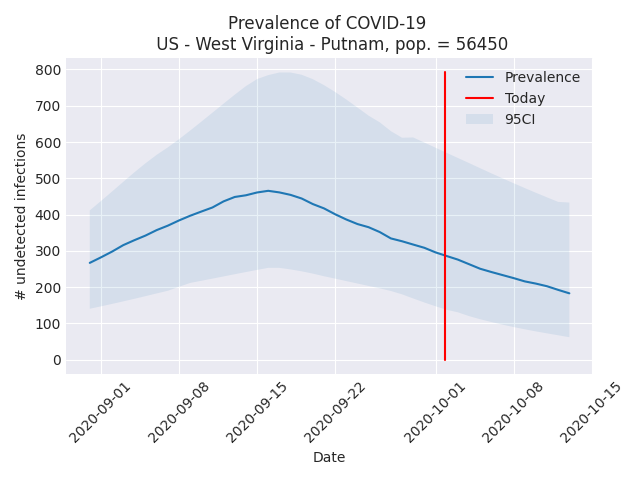 Prevalence of COVID-19
US - West Virginia - Putnam, pop. = 56450
800
700
600
500
400
300
200
100
0
# undetected infections
Prevalence
Today
95CI
2020-09-01
2020-09-08
2020-09-15
2020-09-22
2020-10-01
2020-10-08
2020-10-15
Date